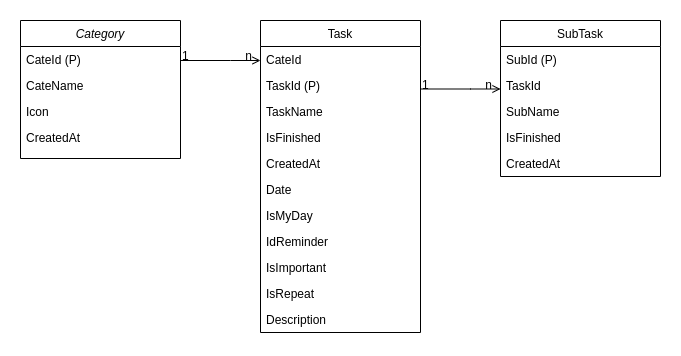 Category
CateId (P)
CateName
Icon
CreatedAt
1
n
Task
CateId
TaskId (P)
TaskName
IsFinished
CreatedAt
Date
IsMyDay
IdReminder
IsImportant
IsRepeat
Description
1
n
SubTask
SubId (P)
TaskId
SubName
IsFinished
CreatedAt